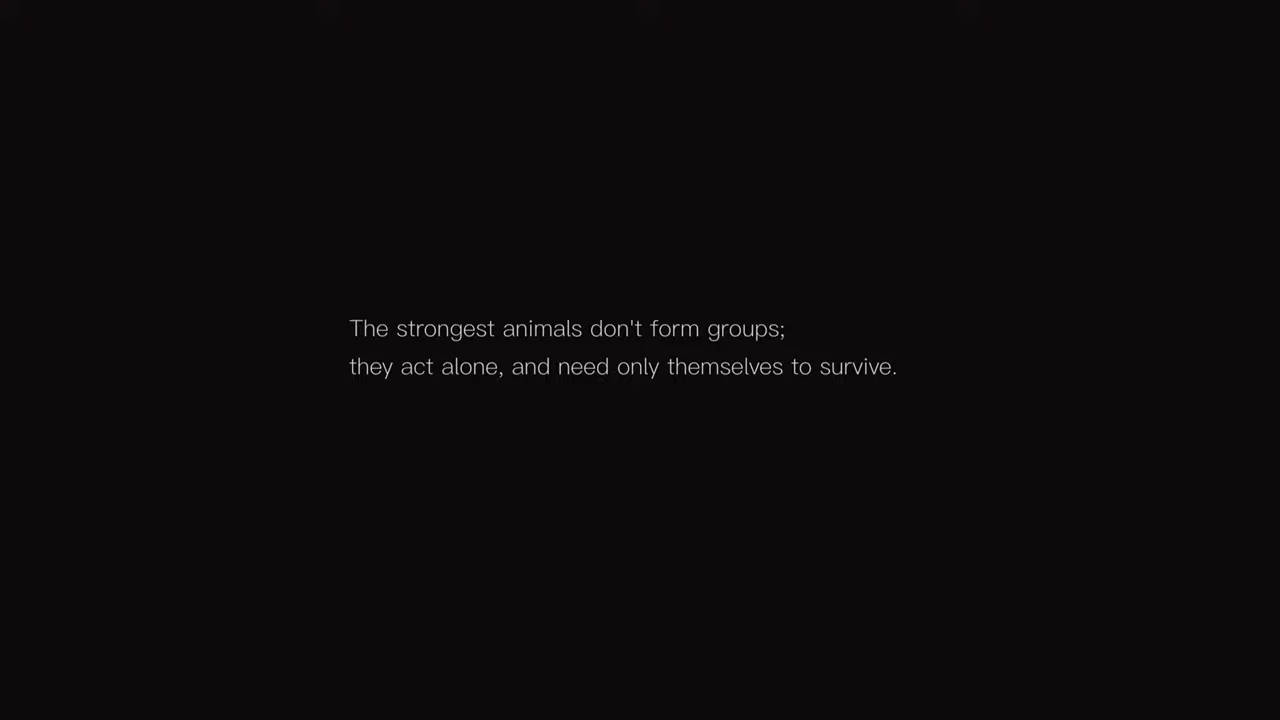 The strongest animals don't form groups;
they act alone, and need only themselves to survive.